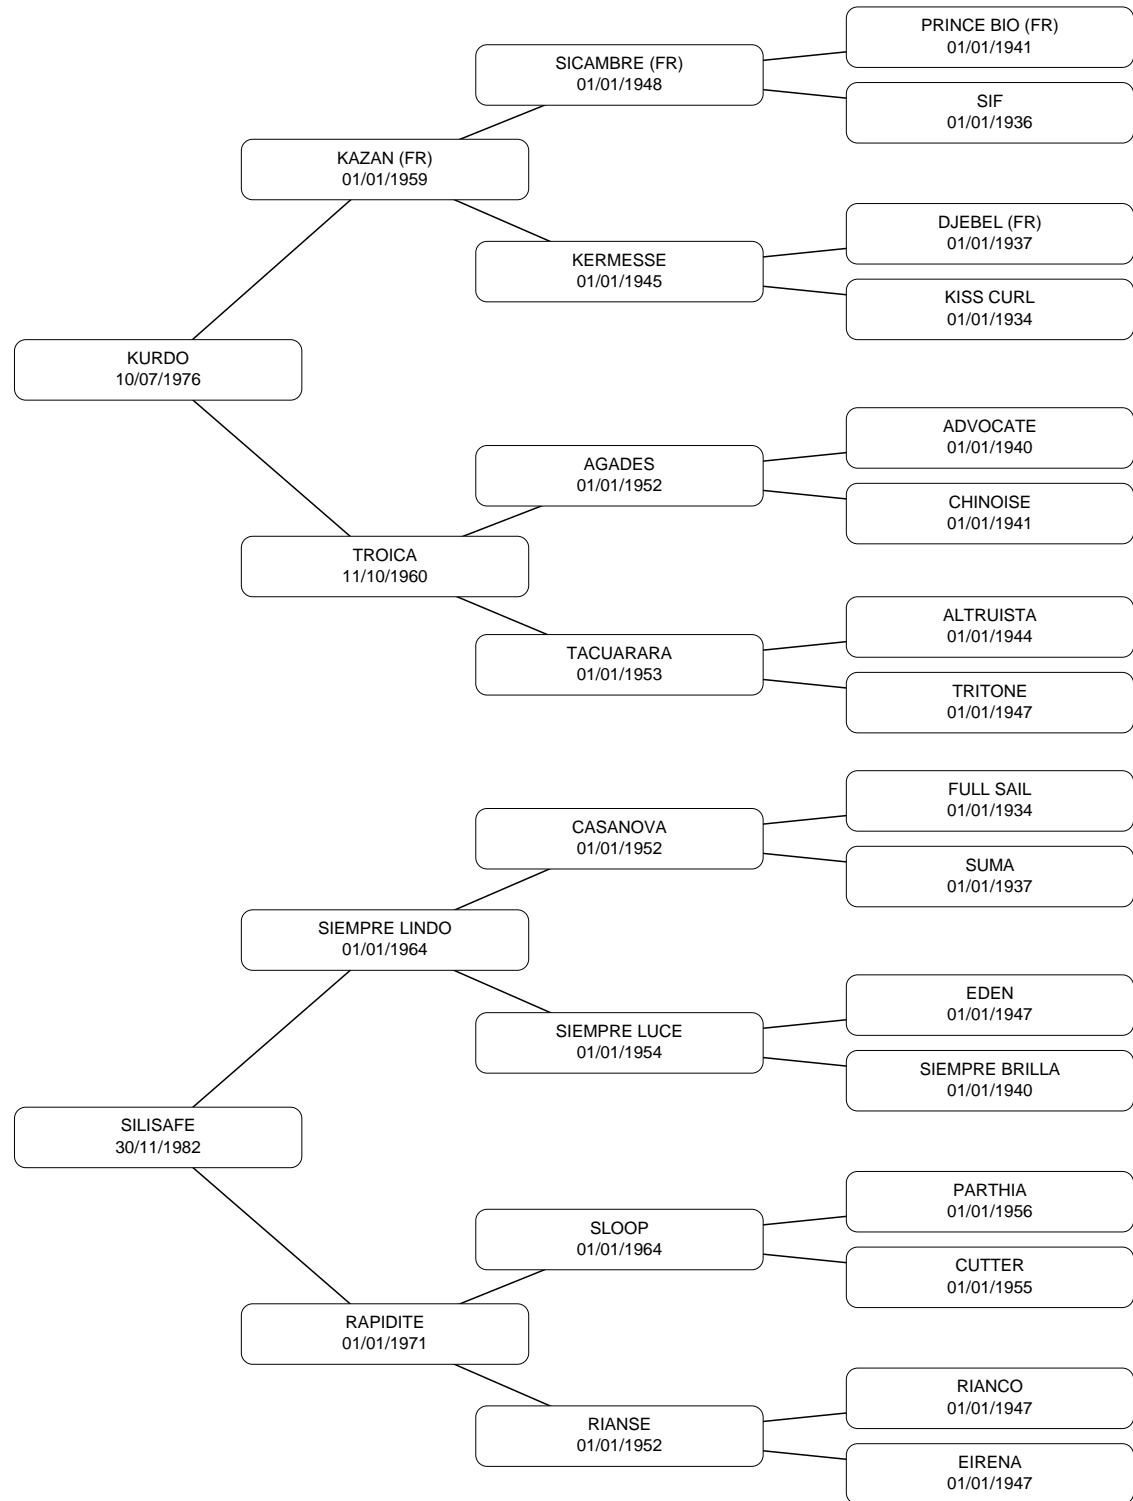 PRINCE BIO (FR)
01/01/1941
SICAMBRE (FR)
01/01/1948
SIF
01/01/1936
KAZAN (FR)
01/01/1959
DJEBEL (FR)
01/01/1937
KERMESSE
01/01/1945
KISS CURL
01/01/1934
KURDO
10/07/1976
ADVOCATE
01/01/1940
AGADES
01/01/1952
CHINOISE
01/01/1941
TROICA
11/10/1960
ALTRUISTA
01/01/1944
TACUARARA
01/01/1953
TRITONE
01/01/1947
FULL SAIL
01/01/1934
CASANOVA
01/01/1952
SUMA
01/01/1937
SIEMPRE LINDO
01/01/1964
EDEN
01/01/1947
SIEMPRE LUCE
01/01/1954
SIEMPRE BRILLA
01/01/1940
SILISAFE
30/11/1982
PARTHIA
01/01/1956
SLOOP
01/01/1964
CUTTER
01/01/1955
RAPIDITE
01/01/1971
RIANCO
01/01/1947
RIANSE
01/01/1952
EIRENA
01/01/1947